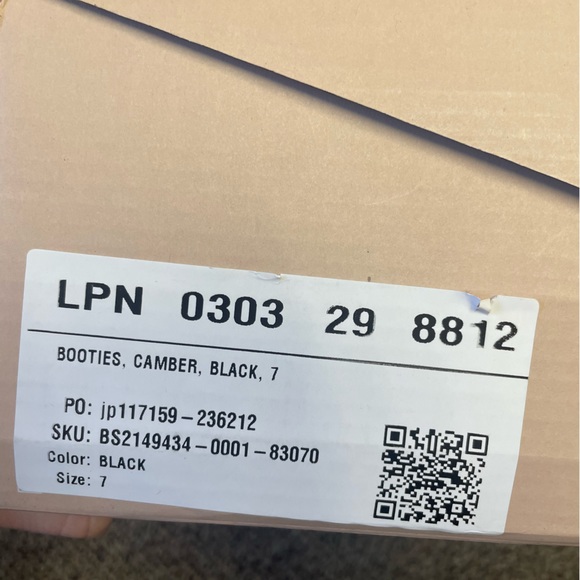 LPN 0303 29 8812
BOOTIES, CAMBER, BLACK, 7
PO: jp117159-236212
SKU: BS2149434-0001-83070
Color: BLACK
Size: 7